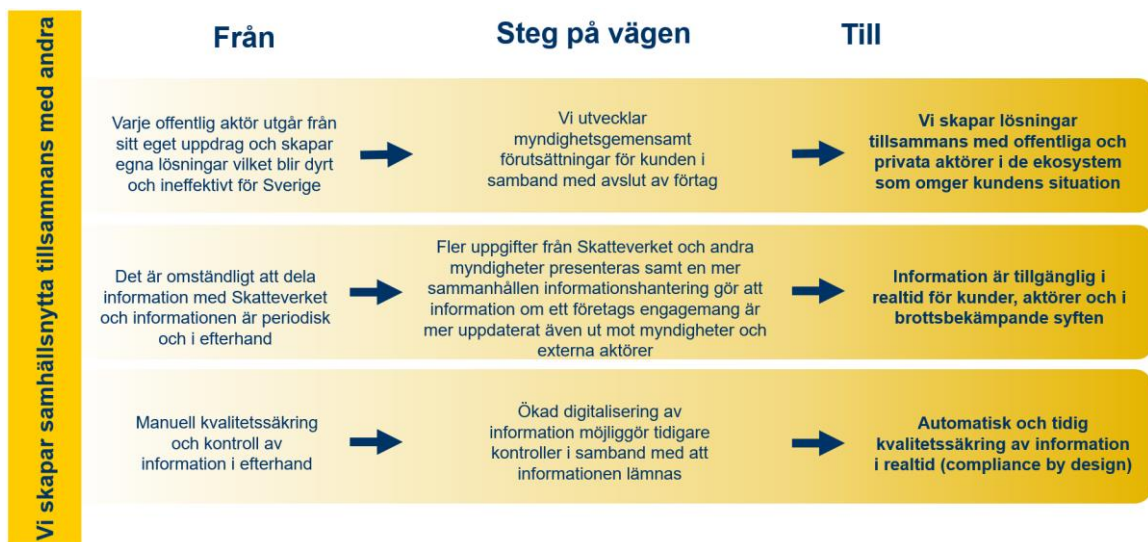 Vi skapar samhällsnytta tillsammans med andra
Från
Steg på vägen
Till
Varje offentlig aktör utgår från
sitt eget uppdrag och skapar
egna lösningar vilket blir dyrt
och ineffektivt för Sverige
Vi utvecklar
myndighetsgemensamt
förutsättningar för kunden i
samband med avslut av förtag
Vi skapar lösningar
tillsammans med offentliga och
privata aktörer i de ekosystem
som omger kundens situation
Det är omständligt att dela
information med Skatteverket
och informationen är periodisk
och i efterhand
Fler uppgifter från Skatteverket och andra
myndigheter presenteras samt en mer
sammanhållen informationshantering gör att
information om ett företags engagemang är
mer uppdaterat även ut mot myndigheter och
externa aktörer
Information är tillgänglig i
realtid för kunder, aktörer och i
brottsbekämpande syften
Manuell kvalitetssäkring
och kontroll av
information i efterhand
Ökad digitalisering av
information möjliggör tidigare
kontroller i samband med att
informationen lämnas
Automatisk och tidig
kvalitetssäkring av information
i realtid (compliance by design)